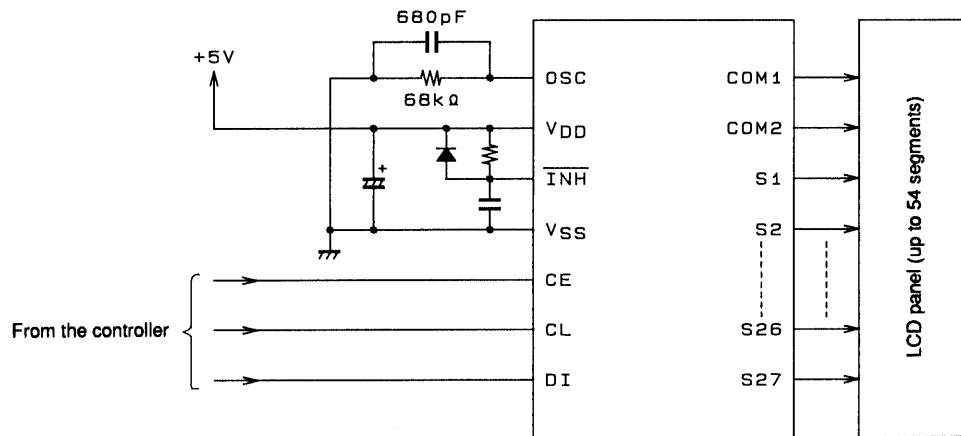 680pF
+5V
68kΩ
OSC
VDD
INH
VSS
CE
CL
DI
From the controller
COM1
COM2
S1
S2
S26
S27
LCD panel (up to 54 segments)
+